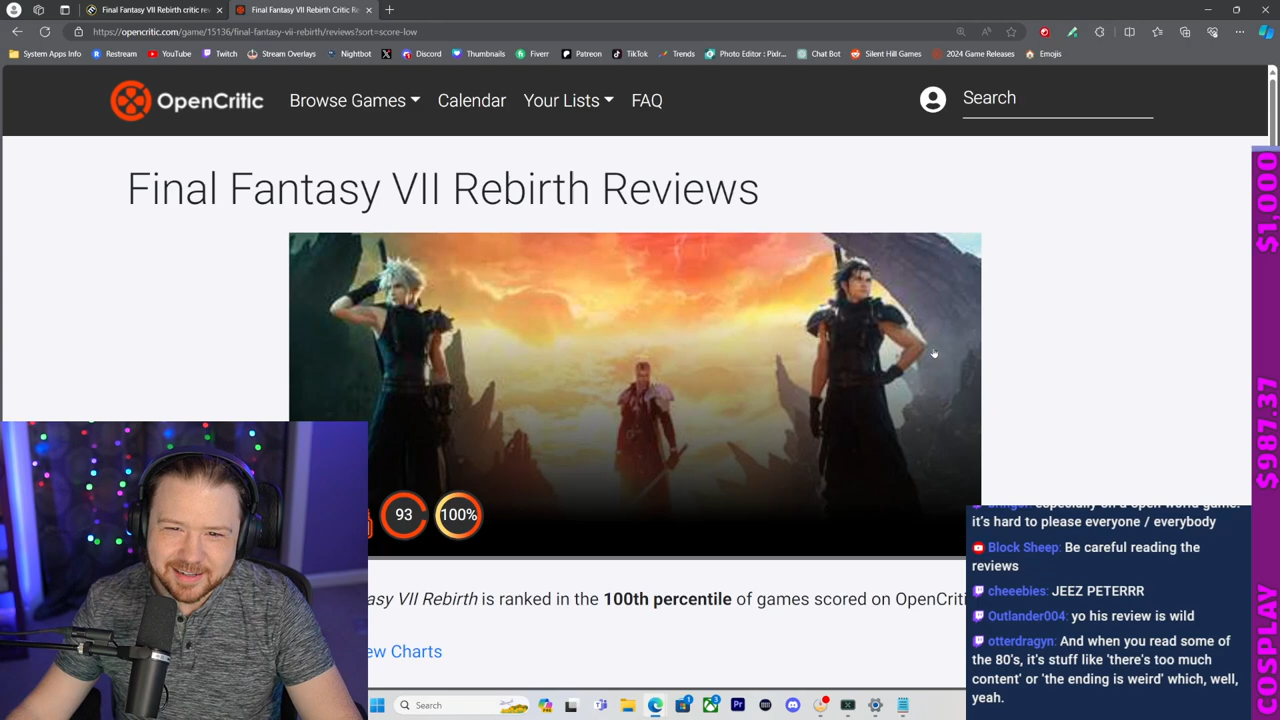 Final Fantasy VII Rebirth critic re
Final Fantasy VII Rebirth Critic Re
https://opencritic.com/game/15136/final-fantasy-vii-rebirth/reviews?sort=score-low
System Apps Info
Restream
YouTube
Twitch
Stream Overlays
Nightbot
Discord
Thumbnails
Fiverr
Patreon
TikTok
Trends
Photo Editor : Pixlr...
Chat Bot
Silent Hill Games
2024 Game Releases
Emojis
OpenCritic
Browse Games
Calendar
Your Lists
FAQ
Search
Final Fantasy VII Rebirth Reviews
93
100%
asy VII Rebirth is ranked in the 100th percentile of games scored on OpenCriti
ew Charts
it's hard to please everyone / everybody
Block Sheep: Be careful reading the
reviews
cheeebies: JEEZ PETERRR
Outlander004: yo his review is wild
otterdragyn: And when you read some of
the 80's, it's stuff like 'there's too much
content' or 'the ending is weird' which, well,
yeah.
Search
$1,000
$987.37
COSPLAY